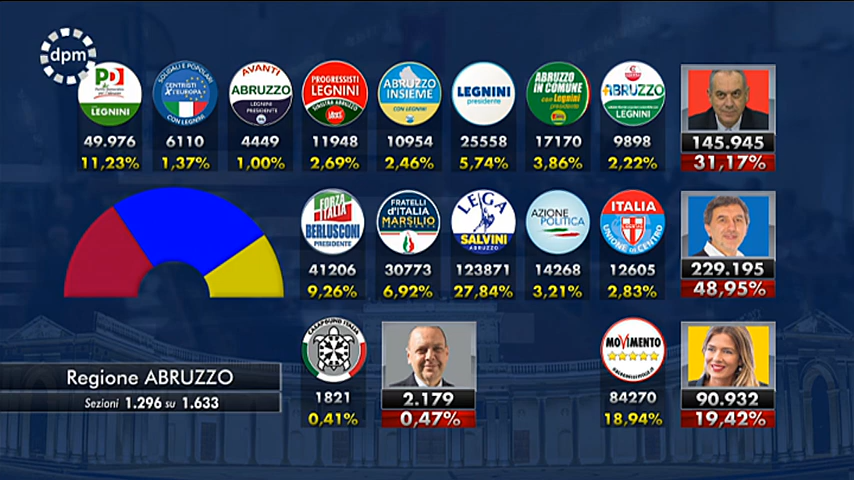 dpm
PD
LEGNINI
SOLIDALI E POPOLARI
CENTRISTI
X L'EUROPA
CON LEGNINI
AVANTI
ABRUZZO
LEGNINI
PRESIDENTE
PROGRESSISTI
LEGNINI
SINISTRA ABRUZZO
ABRUZZO
INSIEME
CON LEGNINI
LEGNINI
presidente
ABRUZZO
IN COMUNE
con Legnini
presidente
ABRUZZO
LEGNINI
49.976
6110
4449
11948
10954
25558
17170
9898
145.945
11,23%
1,37%
1,00%
2,69%
2,46%
5,74%
3,86%
2,22%
31,17%
FORZA
ITALIA
BERLUSCONI
PRESIDENTE
FRATELLI
d'ITALIA
MARSILIO
LEGA
SALVINI
ABRUZZO
AZIONE
POLITICA
ITALIA
UNIONE DI CENTRO
41206
30773
123871
14268
12605
229.195
9,26%
6,92%
27,84%
3,21%
2,83%
48,95%
CASAPOUND ITALIA
MOVIMENTO
1821
2.179
84270
90.932
0,41%
0,47%
18,94%
19,42%
Regione ABRUZZO
Sezioni 1.296 su 1.633